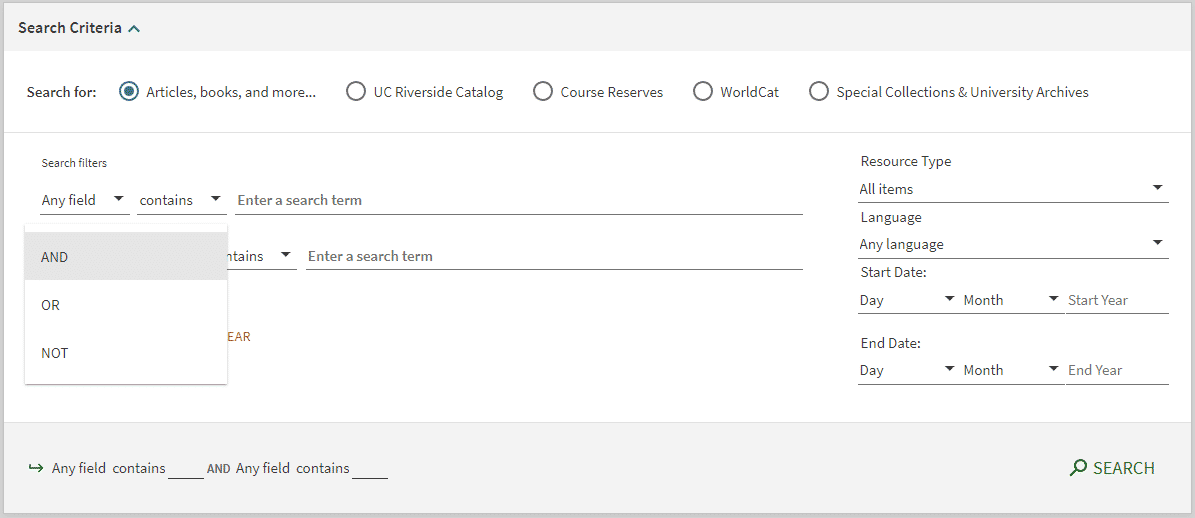 Search Criteria
Search for: Articles, books, and more... UC Riverside Catalog Course Reserves WorldCat Special Collections & University Archives
Search filters
Any field contains Enter a search term
AND
OR
NOT
ntains Enter a search term
EAR
Resource Type
All items
Language
Any language
Start Date:
Day Month Start Year
End Date:
Day Month End Year
Any field contains ____ AND Any field contains ____
SEARCH